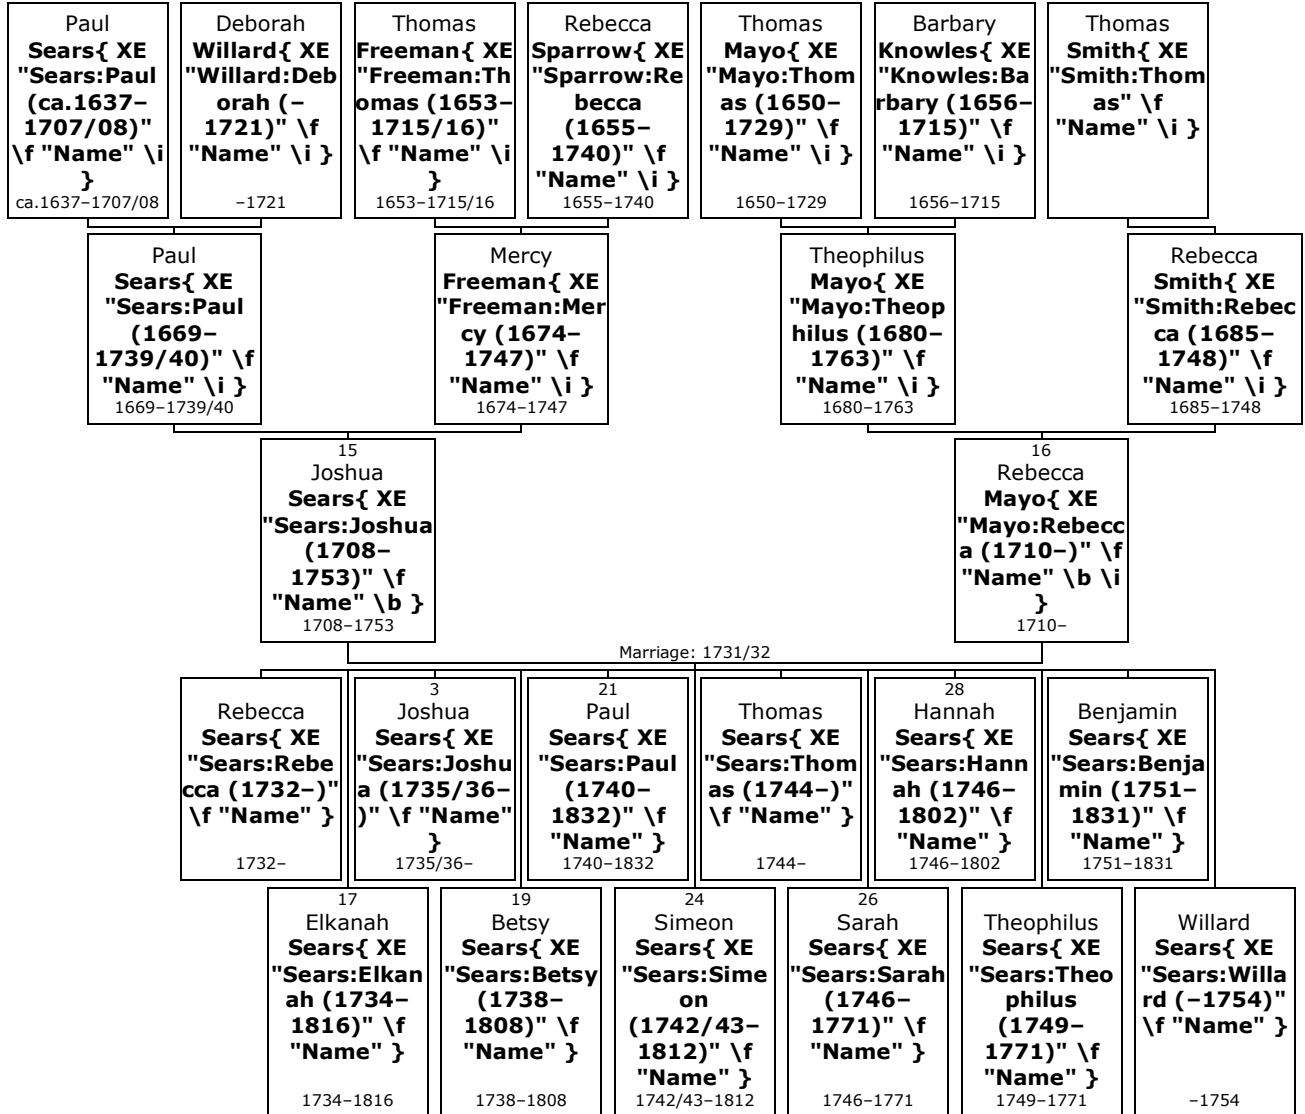 Paul
Sears{ XE
"Sears:Paul
(ca.1637–
1707/08)"
\f "Name" \i
}
ca.1637–1707/08
Deborah
Willard{ XE
"Willard:Deb
orah (–
1721)" \f
"Name" \i }
–1721
Thomas
Freeman{ XE
"Freeman:Th
omas (1653–
1715/16)"
\f "Name" \i
}
1653–1715/16
Rebecca
Sparrow{ XE
"Sparrow:Re
becca
(1655–
1740)" \f
"Name" \i }
1655–1740
Thomas
Mayo{ XE
"Mayo:Thom
as (1650–
1729)" \f
"Name" \i }
1650–1729
Barbary
Knowles{ XE
"Knowles:Ba
rbary (1656–
1715)" \f
"Name" \i }
1656–1715
Thomas
Smith{ XE
"Smith:Thom
as" \f
"Name" \i }
Paul
Sears{ XE
"Sears:Paul
(1669–
1739/40)" \f
"Name" \i }
1669–1739/40
Mercy
Freeman{ XE
"Freeman:Mer
cy (1674–
1747)" \f
"Name" \i }
1674–1747
Theophilus
Mayo{ XE
"Mayo:Theop
hilus (1680–
1763)" \f
"Name" \i }
1680–1763
Rebecca
Smith{ XE
"Smith:Rebec
ca (1685–
1748)" \f
"Name" \i }
1685–1748
15
Joshua
Sears{ XE
"Sears:Joshua
(1708–
1753)" \f
"Name" \b }
1708–1753
16
Rebecca
Mayo{ XE
"Mayo:Rebecc
a (1710–)" \f
"Name" \b \i
}
1710–
Marriage: 1731/32
Rebecca
Sears{ XE
"Sears:Rebe
cca (1732–)"
\f "Name" }
1732–
3
Joshua
Sears{ XE
"Sears:Joshu
a (1735/36–
)" \f "Name"
}
1735/36–
21
Paul
Sears{ XE
"Sears:Paul
(1740–
1832)" \f
"Name" }
1740–1832
Thomas
Sears{ XE
"Sears:Thom
as (1744–)"
\f "Name" }
1744–
28
Hannah
Sears{ XE
"Sears:Hann
ah (1746–
1802)" \f
"Name" }
1746–1802
Benjamin
Sears{ XE
"Sears:Benja
min (1751–
1831)" \f
"Name" }
1751–1831
17
Elkanah
Sears{ XE
"Sears:Elkan
ah (1734–
1816)" \f
"Name" }
1734–1816
19
Betsy
Sears{ XE
"Sears:Betsy
(1738–
1808)" \f
"Name" }
1738–1808
24
Simeon
Sears{ XE
"Sears:Sime
on
(1742/43–
1812)" \f
"Name" }
1742/43–1812
26
Sarah
Sears{ XE
"Sears:Sarah
(1746–
1771)" \f
"Name" }
1746–1771
Theophilus
Sears{ XE
"Sears:Theo
philus
(1749–
1771)" \f
"Name" }
1749–1771
Willard
Sears{ XE
"Sears:Willa
rd (–1754)"
\f "Name" }
–1754